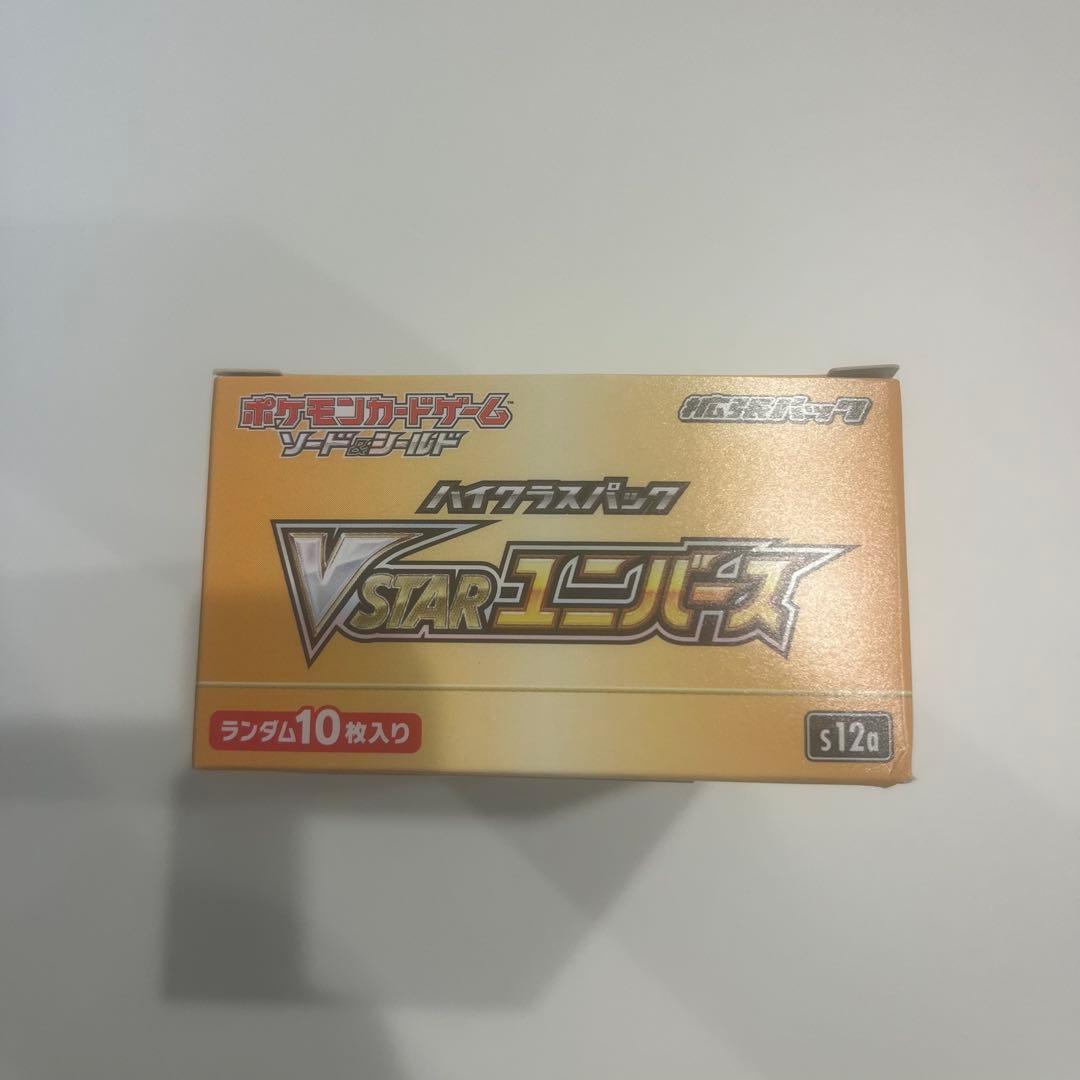 ポケモンカードゲーム™
ソード&シールド
拡張パック
ハイクラスパック
VSTARユニバース
ランダム10枚入り
s12a